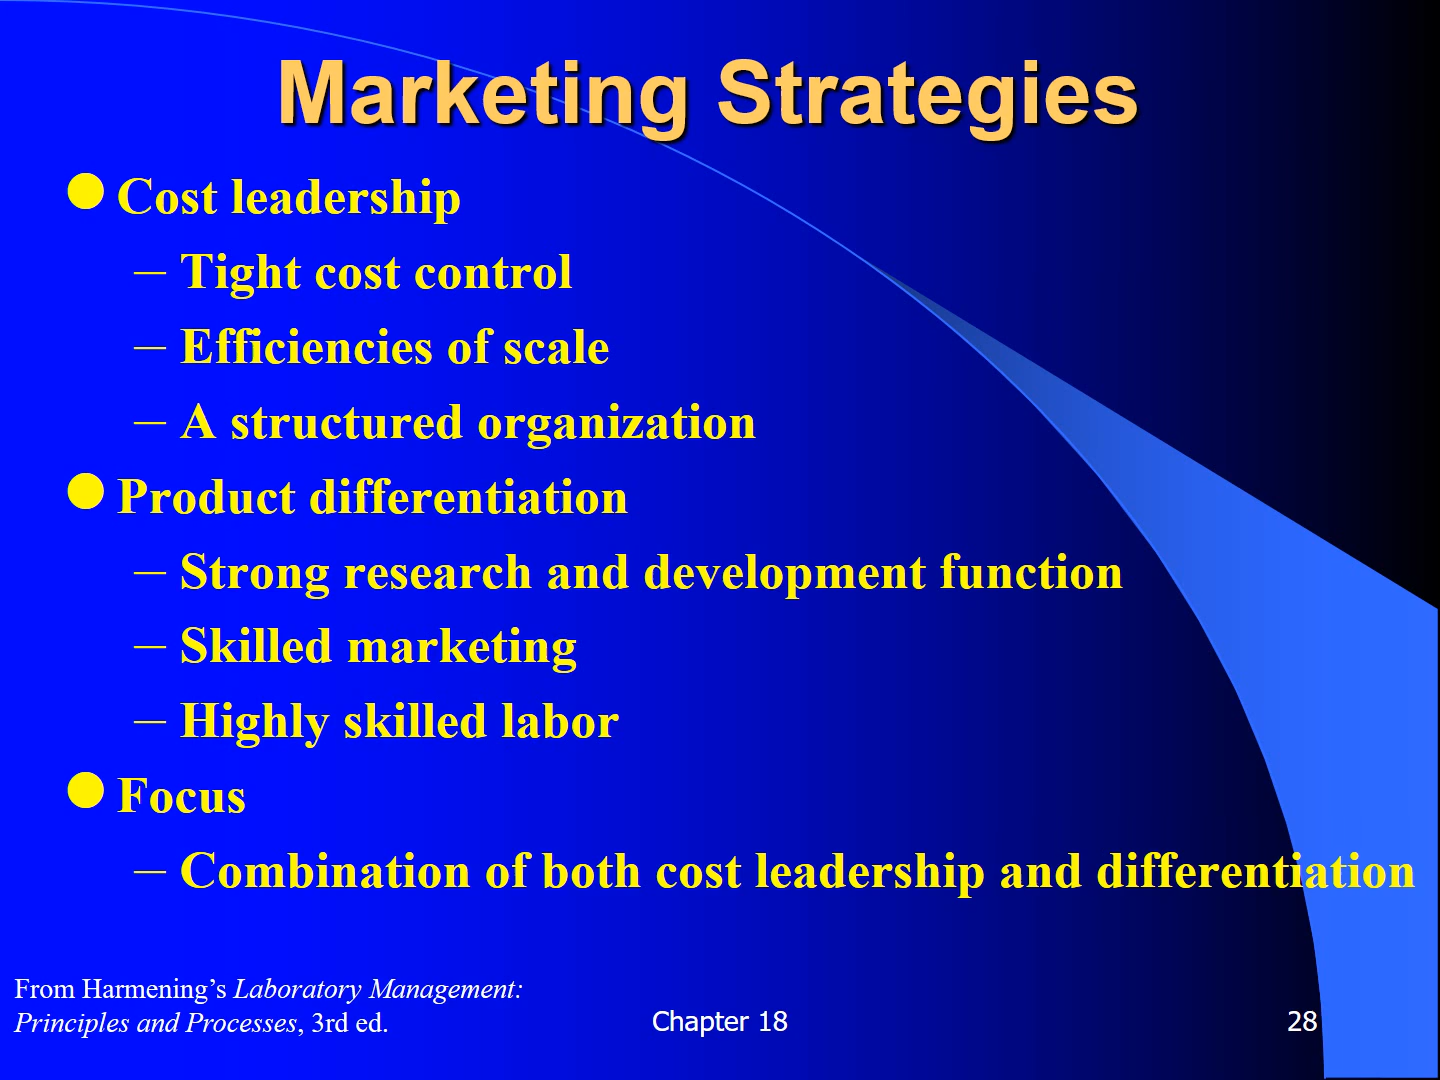 Marketing Strategies
● Cost leadership
– Tight cost control
– Efficiencies of scale
– A structured organization
● Product differentiation
– Strong research and development function
– Skilled marketing
– Highly skilled labor
● Focus
– Combination of both cost leadership and differentiation
From Harmening’s Laboratory Management:
Principles and Processes, 3rd ed.
Chapter 18
28